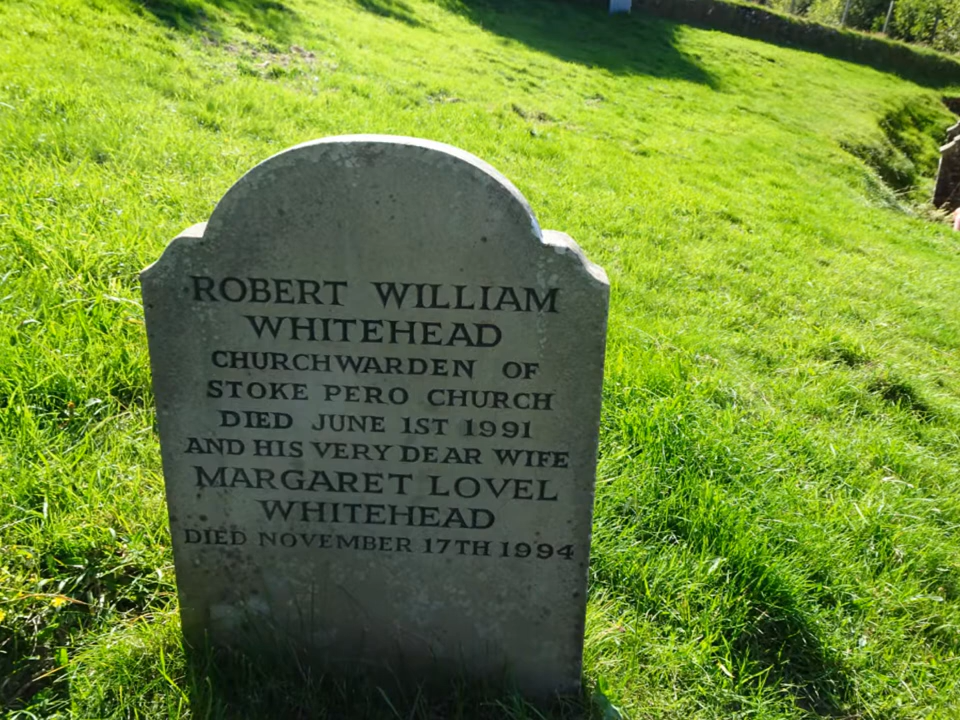 ROBERT WILLIAM
WHITEHEAD
CHURCHWARDEN OF
STOKE PERO CHURCH
DIED JUNE 1ST 1991
AND HIS VERY DEAR WIFE
MARGARET LOVEL
WHITEHEAD
DIED NOVEMBER 17TH 1994